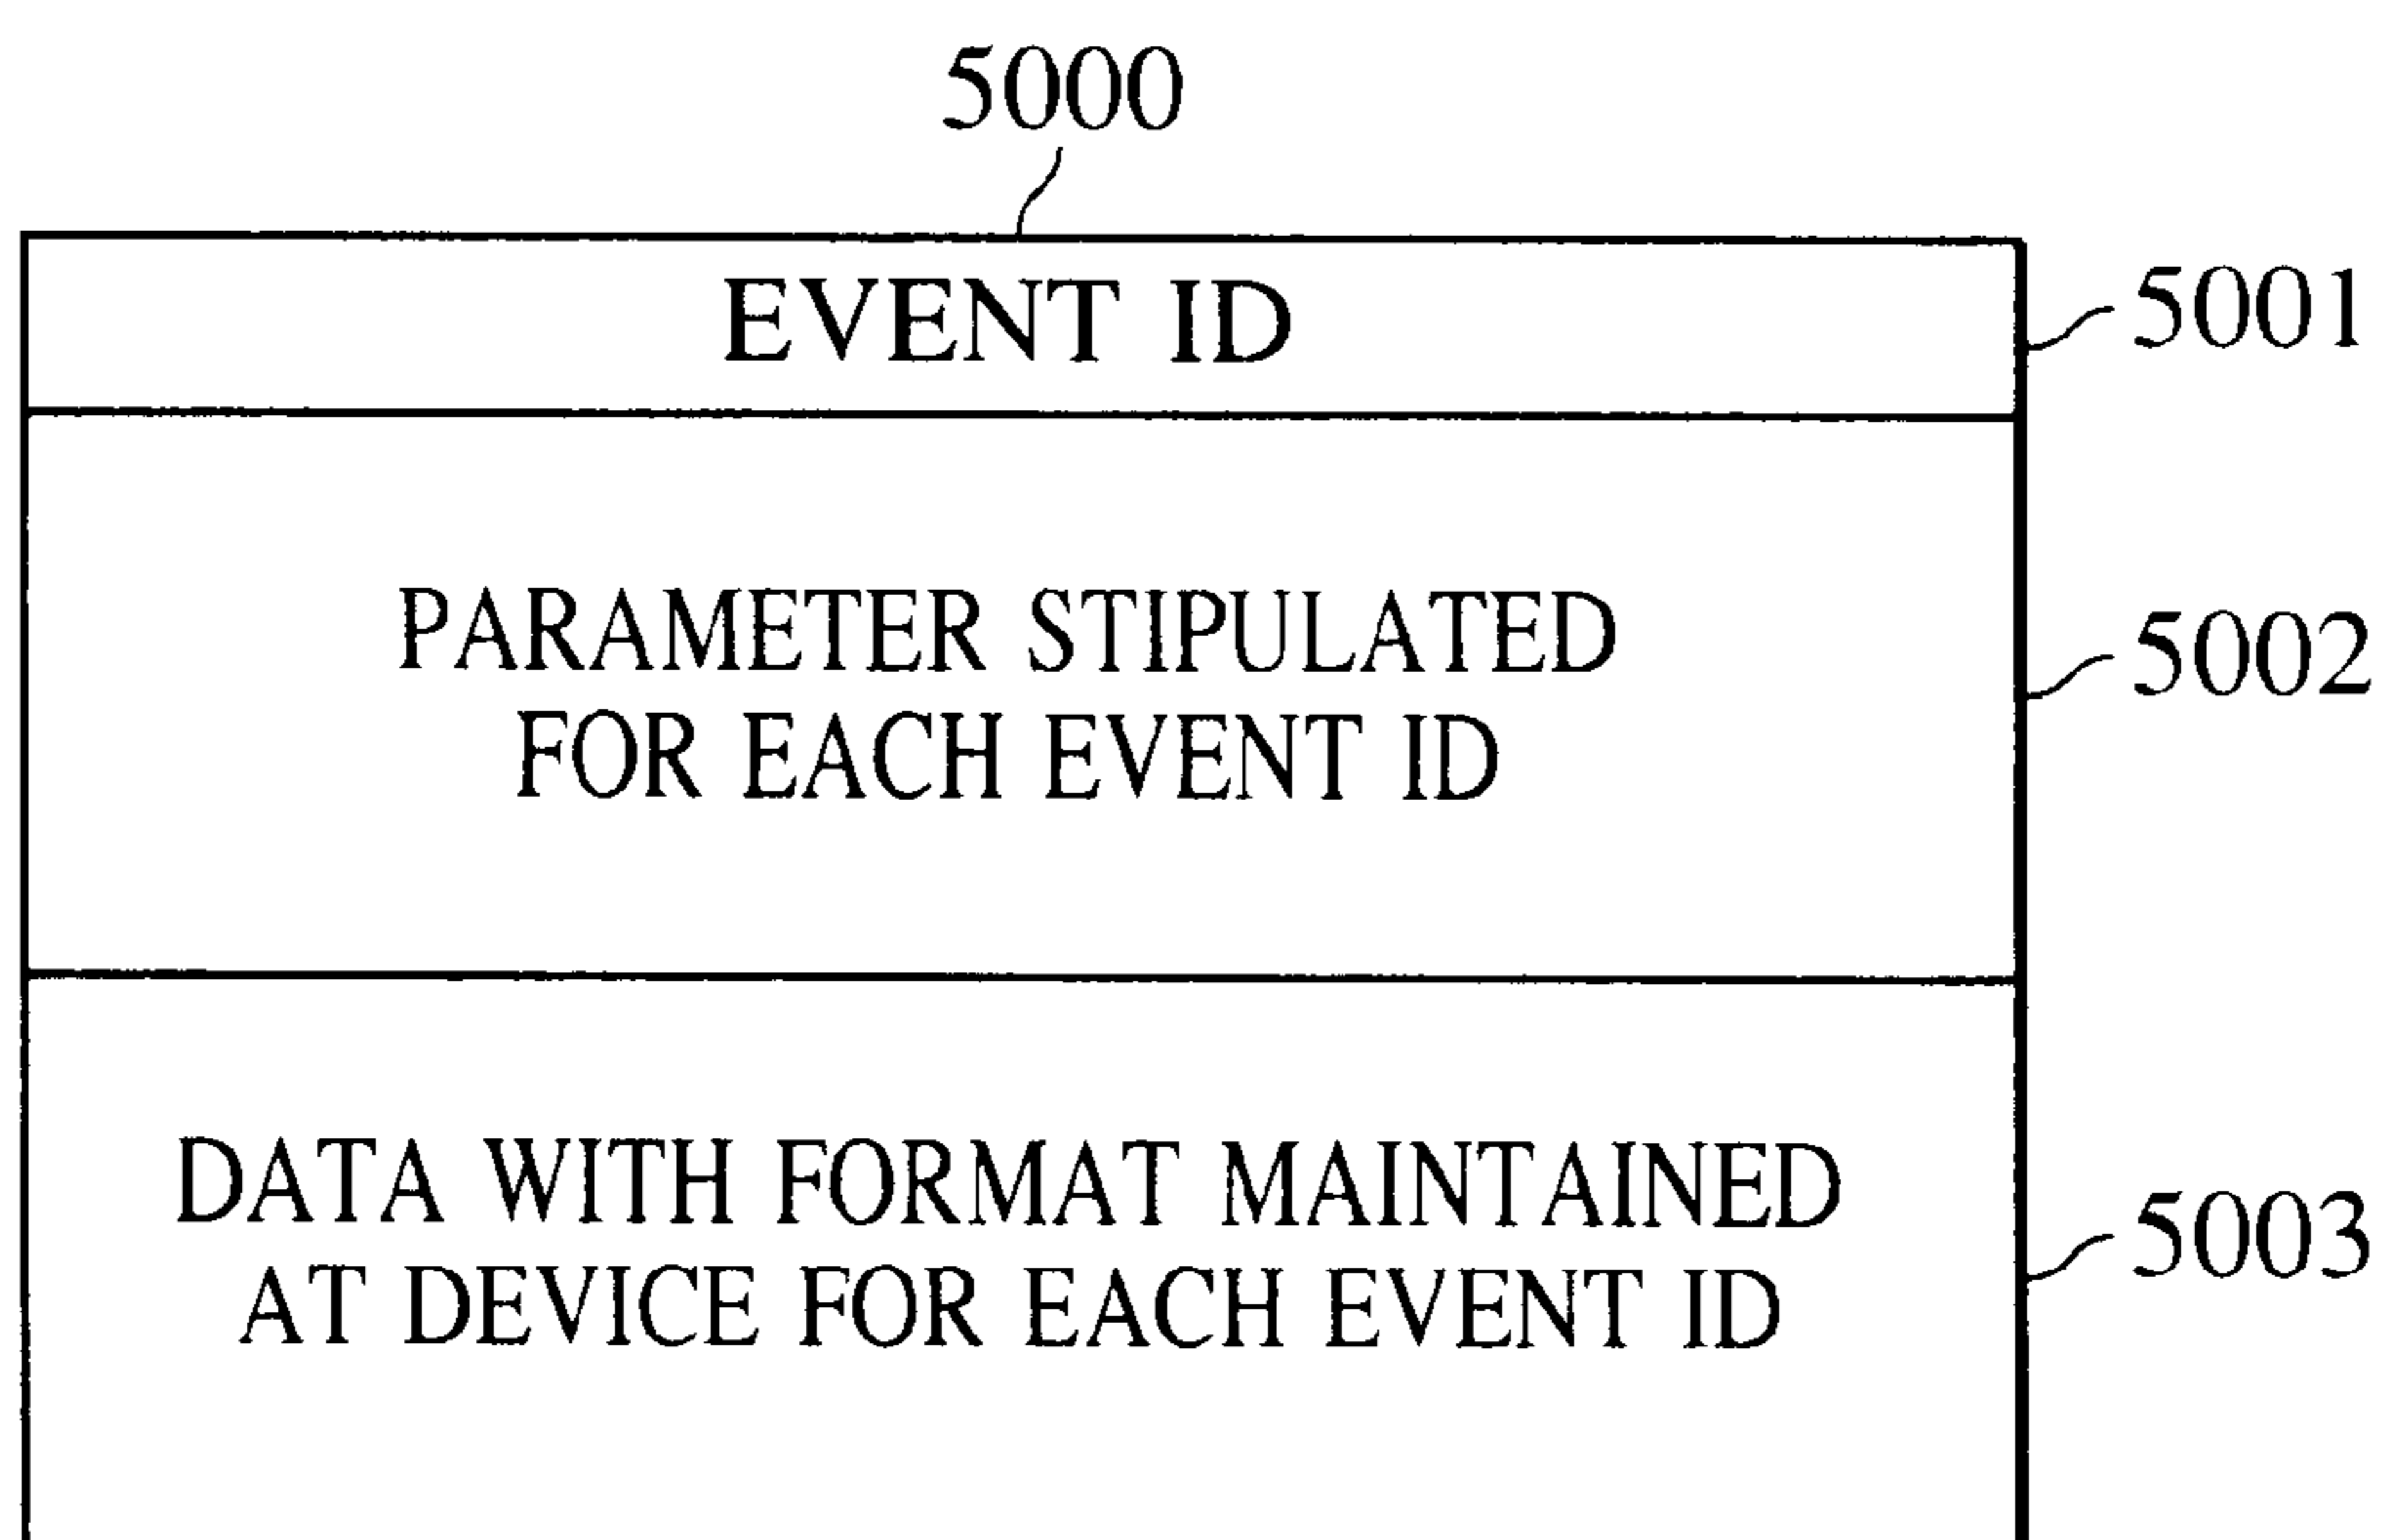 5000
EVENT ID
5001
PARAMETER STIPULATED
FOR EACH EVENT ID
5002
DATA WITH FORMAT MAINTAINED
AT DEVICE FOR EACH EVENT ID
5003